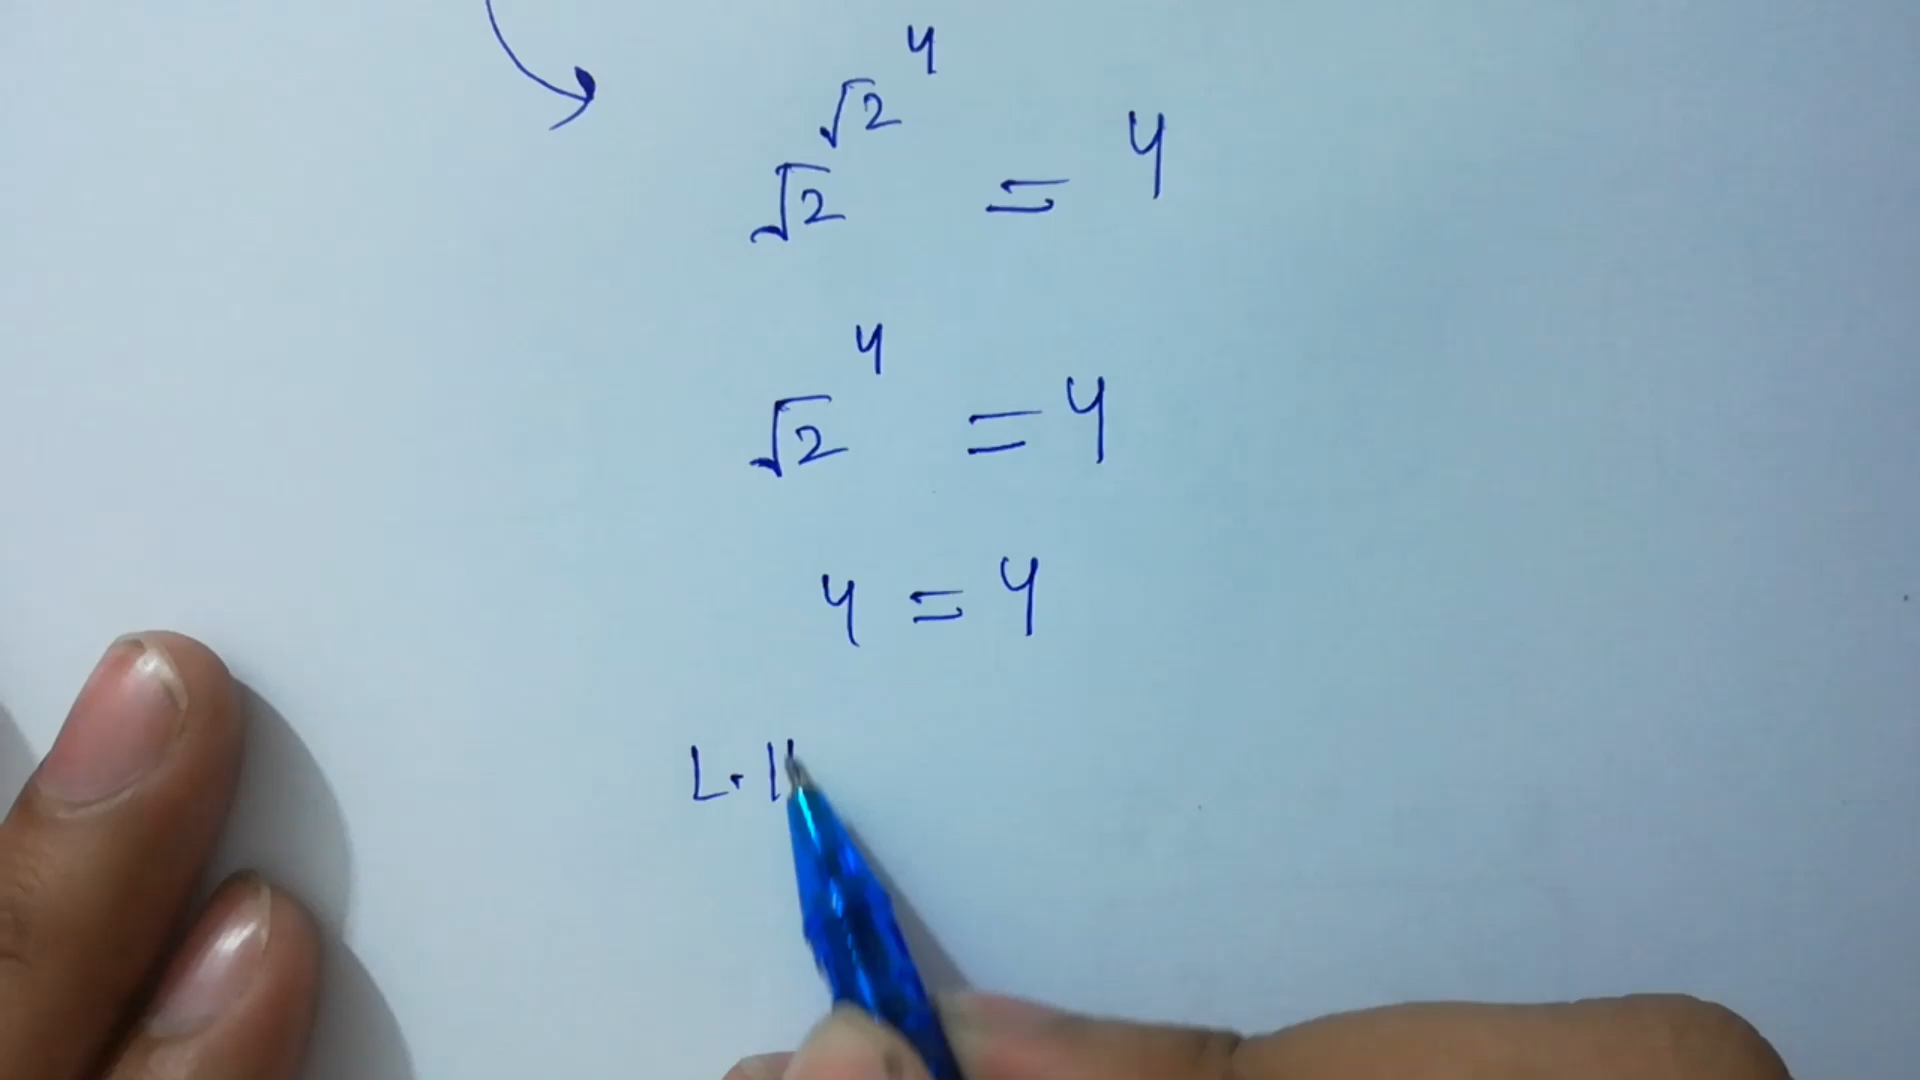 √2^√2^4 = 4
√2^4 = 4
4 = 4
L. H